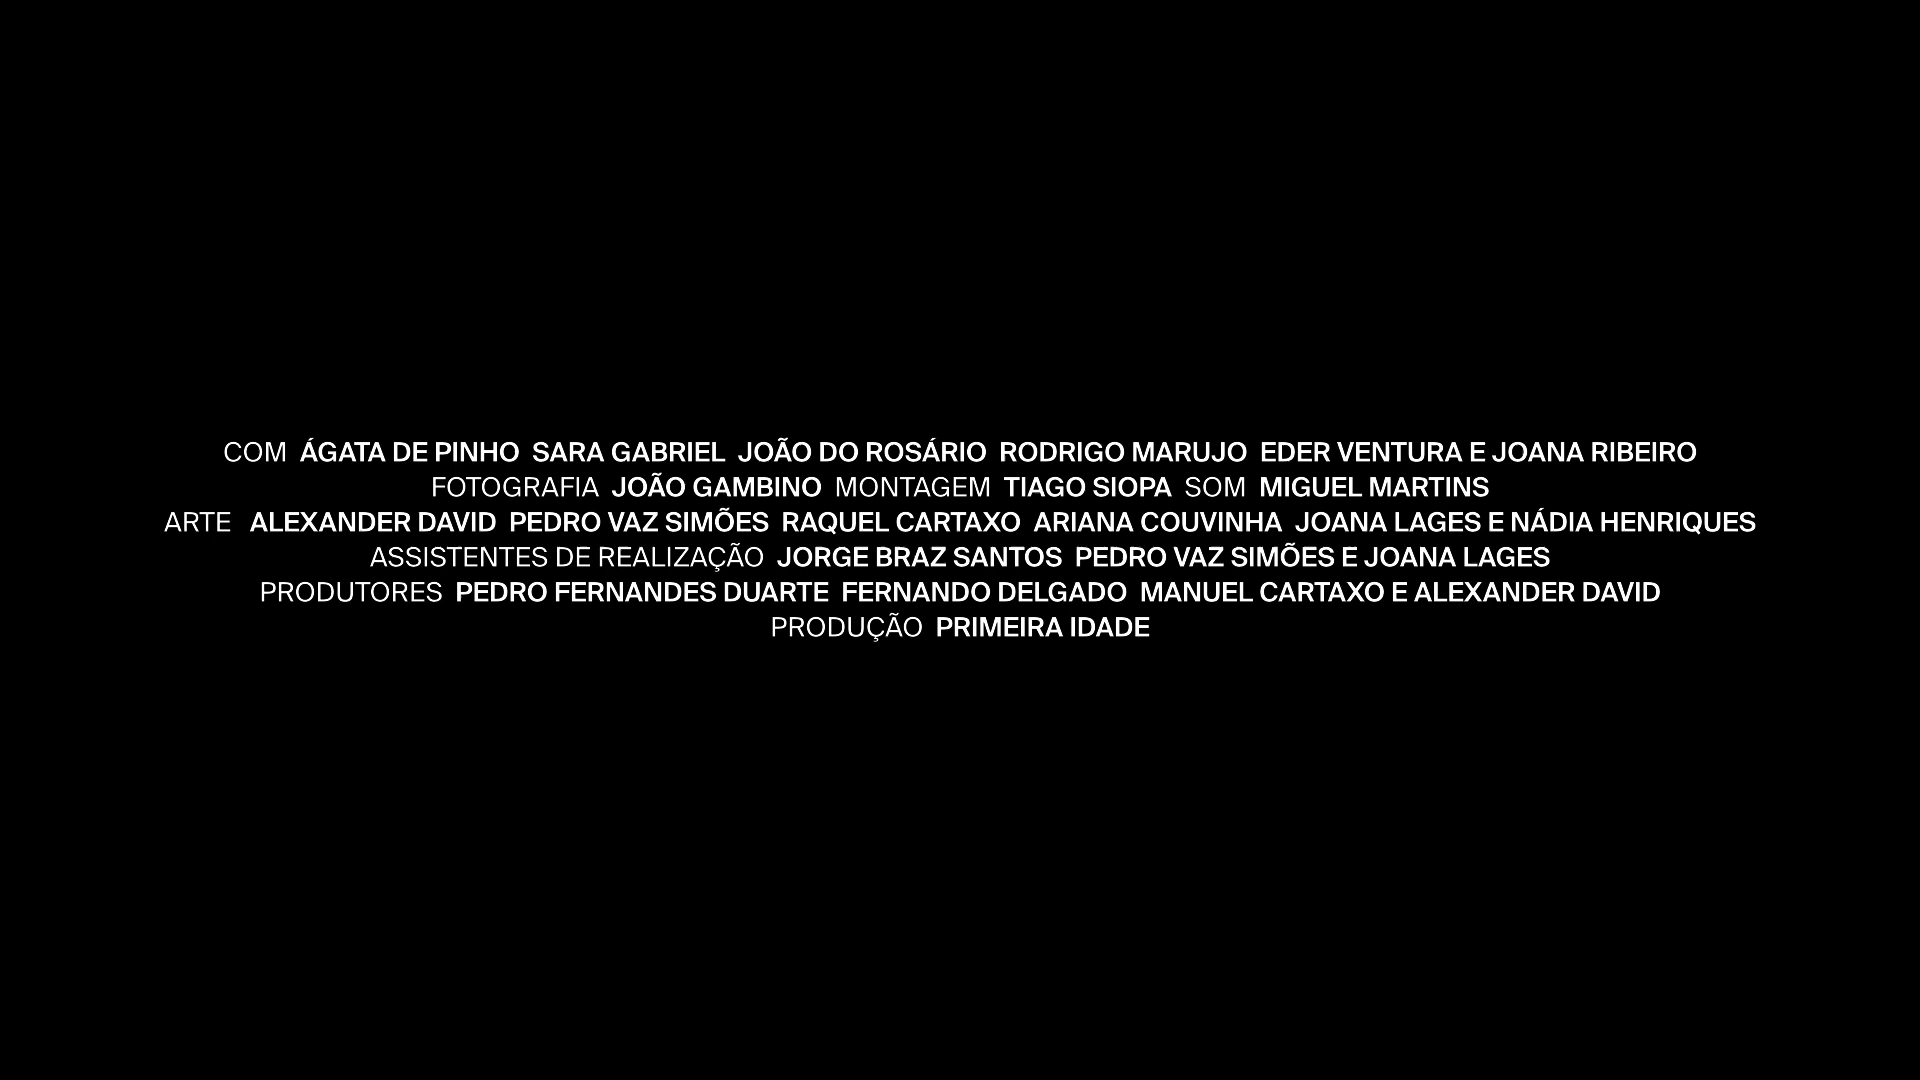 COM ÁGATA DE PINHO SARA GABRIEL JOÃO DO ROSÁRIO RODRIGO MARUJO EDER VENTURA E JOANA RIBEIRO
FOTOGRAFIA JOÃO GAMBINO MONTAGEM TIAGO SIOPA SOM MIGUEL MARTINS
ARTE ALEXANDER DAVID PEDRO VAZ SIMÕES RAQUEL CARTAXO ARIANA COUVINHA JOANA LAGES E NÁDIA HENRIQUES
ASSISTENTES DE REALIZAÇÃO JORGE BRAZ SANTOS PEDRO VAZ SIMÕES E JOANA LAGES
PRODUTORES PEDRO FERNANDES DUARTE FERNANDO DELGADO MANUEL CARTAXO E ALEXANDER DAVID
PRODUÇÃO PRIMEIRA IDADE